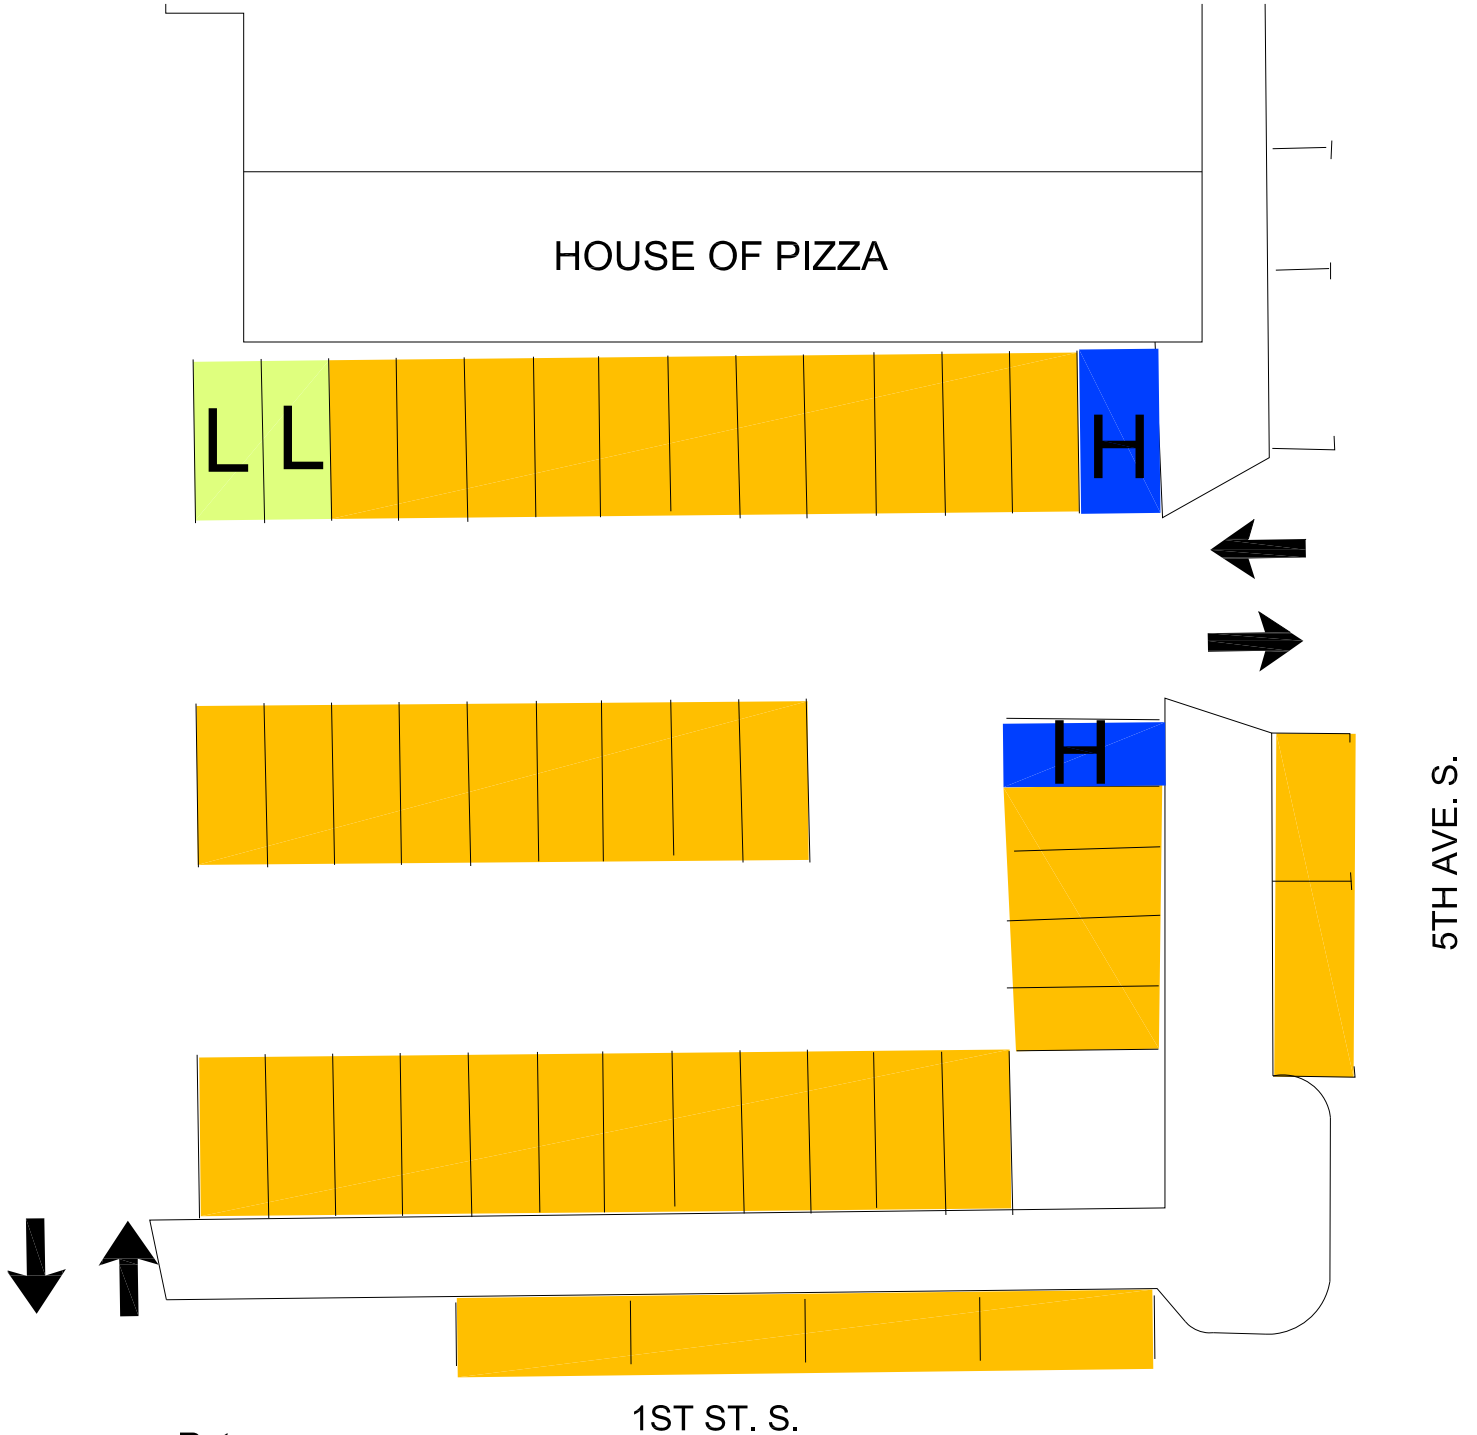 HOUSE OF PIZZA
L L H
H
5TH AVE. S.
1ST ST. S.